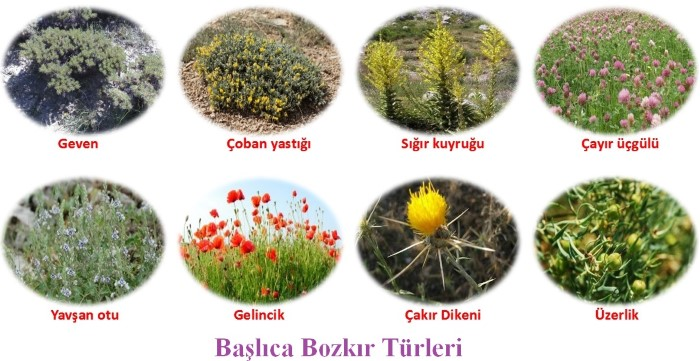 Geven
Çoban yastığı
Sığır kuyruğu
Çayır üçgülü
Yavşan otu
Gelincik
Çakır Dikeni
Üzerlik
Başlıca Bozkır Türleri